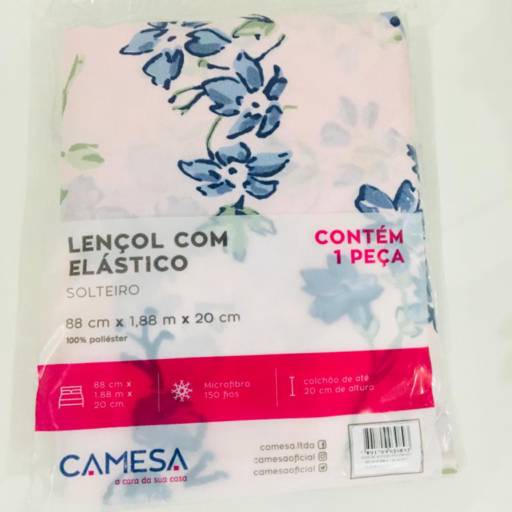 LENÇOL COM
ELÁSTICO
SOLTEIRO
CONTÉM
1 PEÇA
88 cm x 1,88 m x 20 cm
100% poliéster
88 cm x
1,88 m x
20 cm
Microfibra
150 fios
colchão de até
20 cm de altura
CAMESA
a cara da sua casa
camesa.ltda
camesaoficial
camesaoficial